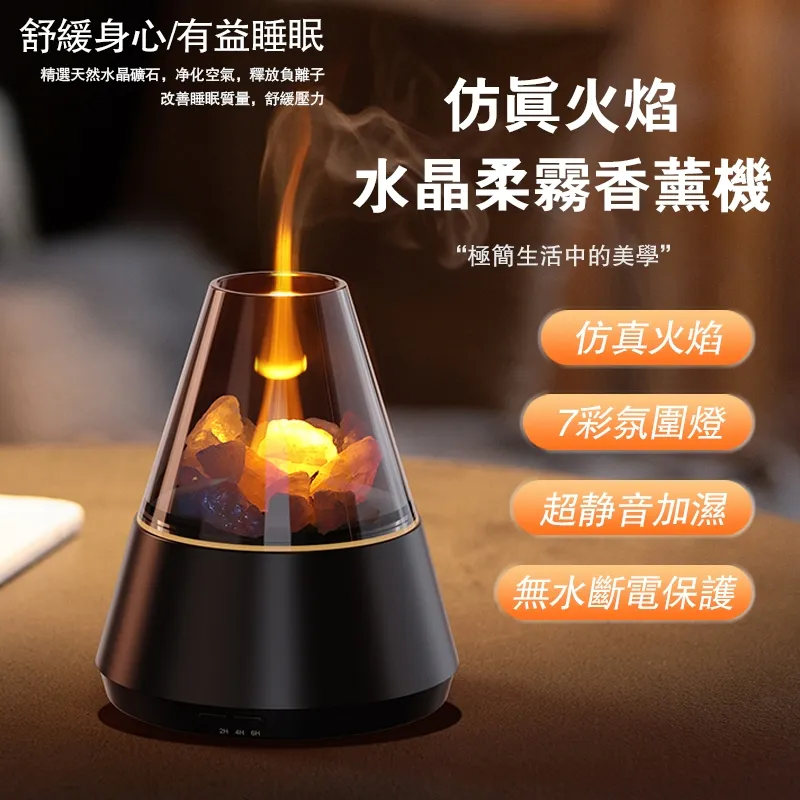 舒緩身心/有益睡眠
精選天然水晶礦石，净化空氣，釋放負離子
改善睡眠質量，舒緩壓力
仿眞火焰
水晶柔霧香薰機
“極簡生活中的美學”
仿真火焰
7彩氛圍燈
超静音加濕
無水斷電保護
2H 4H 6H